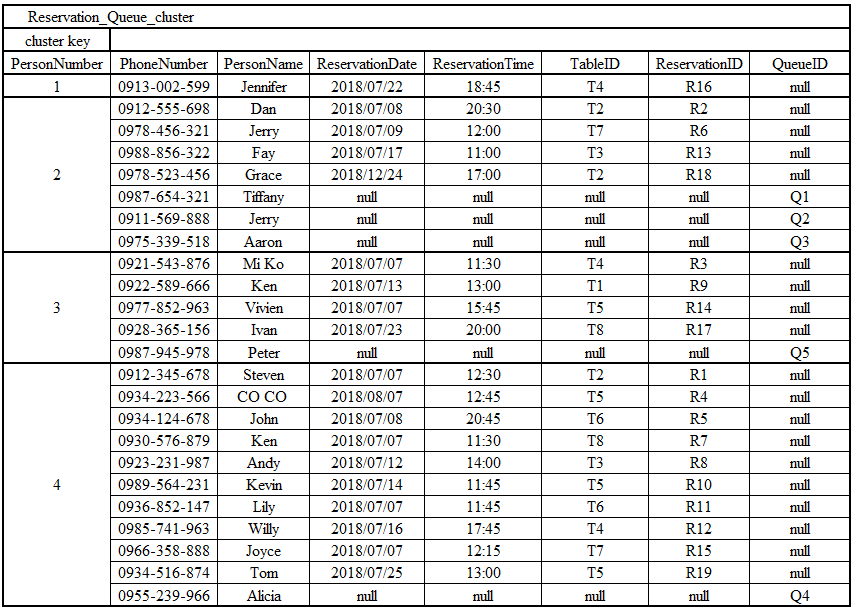 Reservation_Queue_cluster
cluster key
PersonNumber PhoneNumber PersonName ReservationDate ReservationTime TableID ReservationID QueueID
1 0913-002-599 Jennifer 2018/07/22 18:45 T4 R16 null
0912-555-698 Dan 2018/07/08 20:30 T2 R2 null
0978-456-321 Jerry 2018/07/09 12:00 T7 R6 null
0988-856-322 Fay 2018/07/17 11:00 T3 R13 null
2 0978-523-456 Grace 2018/12/24 17:00 T2 R18 null
0987-654-321 Tiffany null null null null Q1
0911-569-888 Jerry null null null null Q2
0975-339-518 Aaron null null null null Q3
0921-543-876 Mi Ko 2018/07/07 11:30 T4 R3 null
0922-589-666 Ken 2018/07/13 13:00 T1 R9 null
3 0977-852-963 Vivien 2018/07/07 15:45 T5 R14 null
0928-365-156 Ivan 2018/07/23 20:00 T8 R17 null
0987-945-978 Peter null null null null Q5
0912-345-678 Steven 2018/07/07 12:30 T2 R1 null
0934-223-566 CO CO 2018/08/07 12:45 T5 R4 null
0934-124-678 John 2018/07/08 20:45 T6 R5 null
0930-576-879 Ken 2018/07/07 11:30 T8 R7 null
0923-231-987 Andy 2018/07/12 14:00 T3 R8 null
4 0989-564-231 Kevin 2018/07/14 11:45 T5 R10 null
0936-852-147 Lily 2018/07/07 11:45 T6 R11 null
0985-741-963 Willy 2018/07/16 17:45 T4 R12 null
0966-358-888 Joyce 2018/07/07 12:15 T7 R15 null
0934-516-874 Tom 2018/07/25 13:00 T5 R19 null
0955-239-966 Alicia null null null null Q4